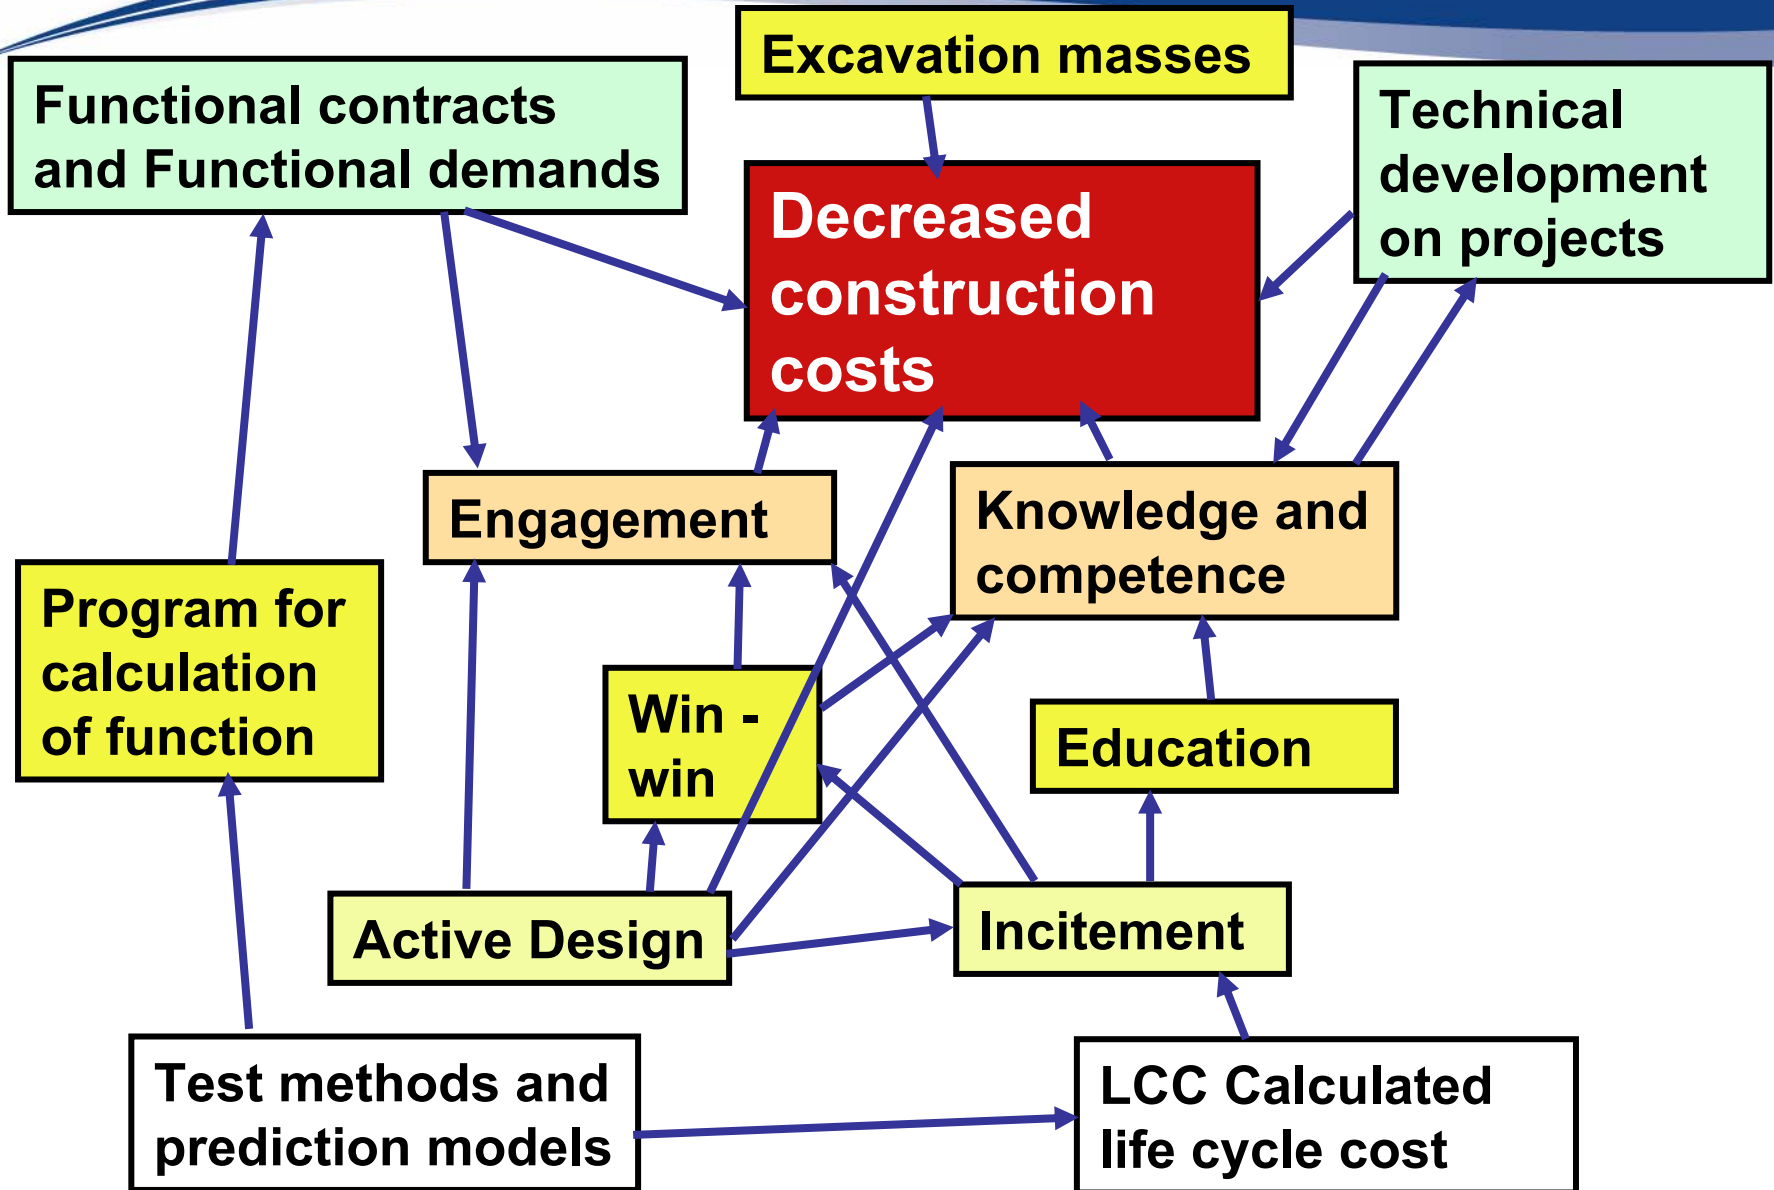 Excavation masses
Functional contracts
and Functional demands
Technical
development
on projects
Decreased
construction
costs
Engagement
Knowledge and
competence
Program for
calculation
of function
Win -
win
Education
Active Design
Incitement
Test methods and
prediction models
LCC Calculated
life cycle cost